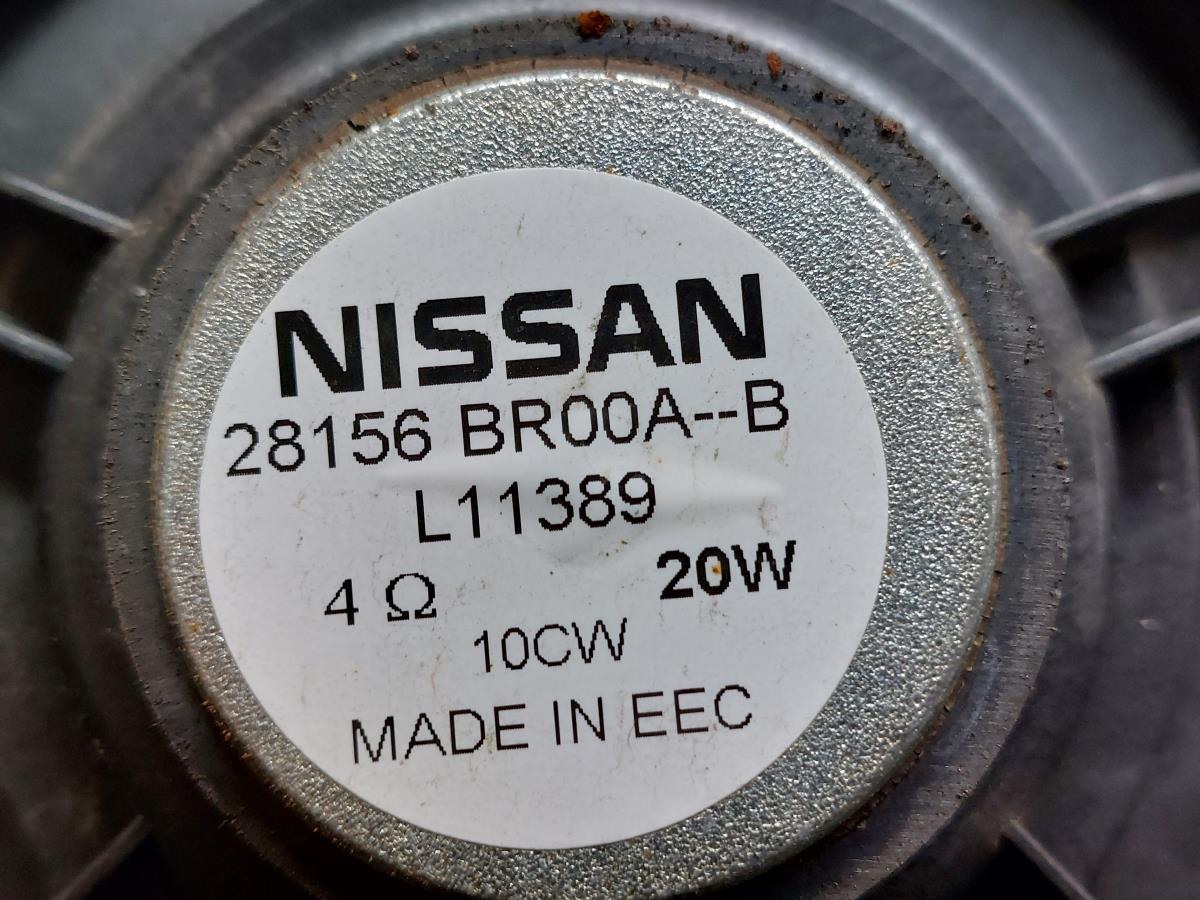 NISSAN
28156 BR00A--B
L11389
4 Ω 20W
10CW
MADE IN EEC